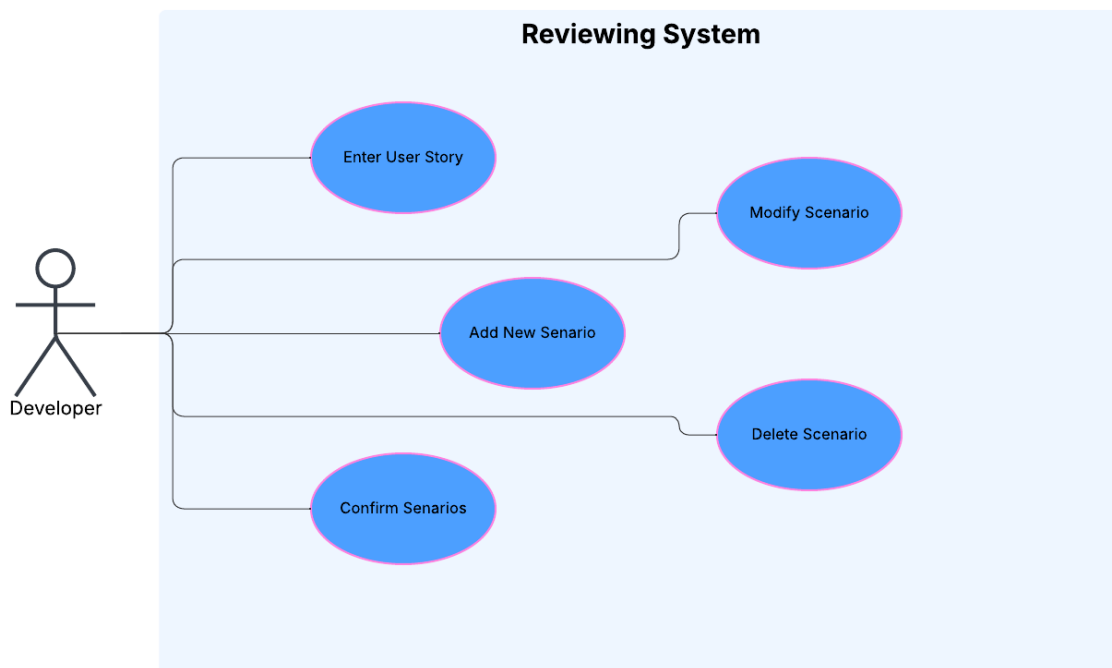 Reviewing System
Enter User Story
Modify Scenario
Add New Senario
Developer
Delete Scenario
Confirm Senarios